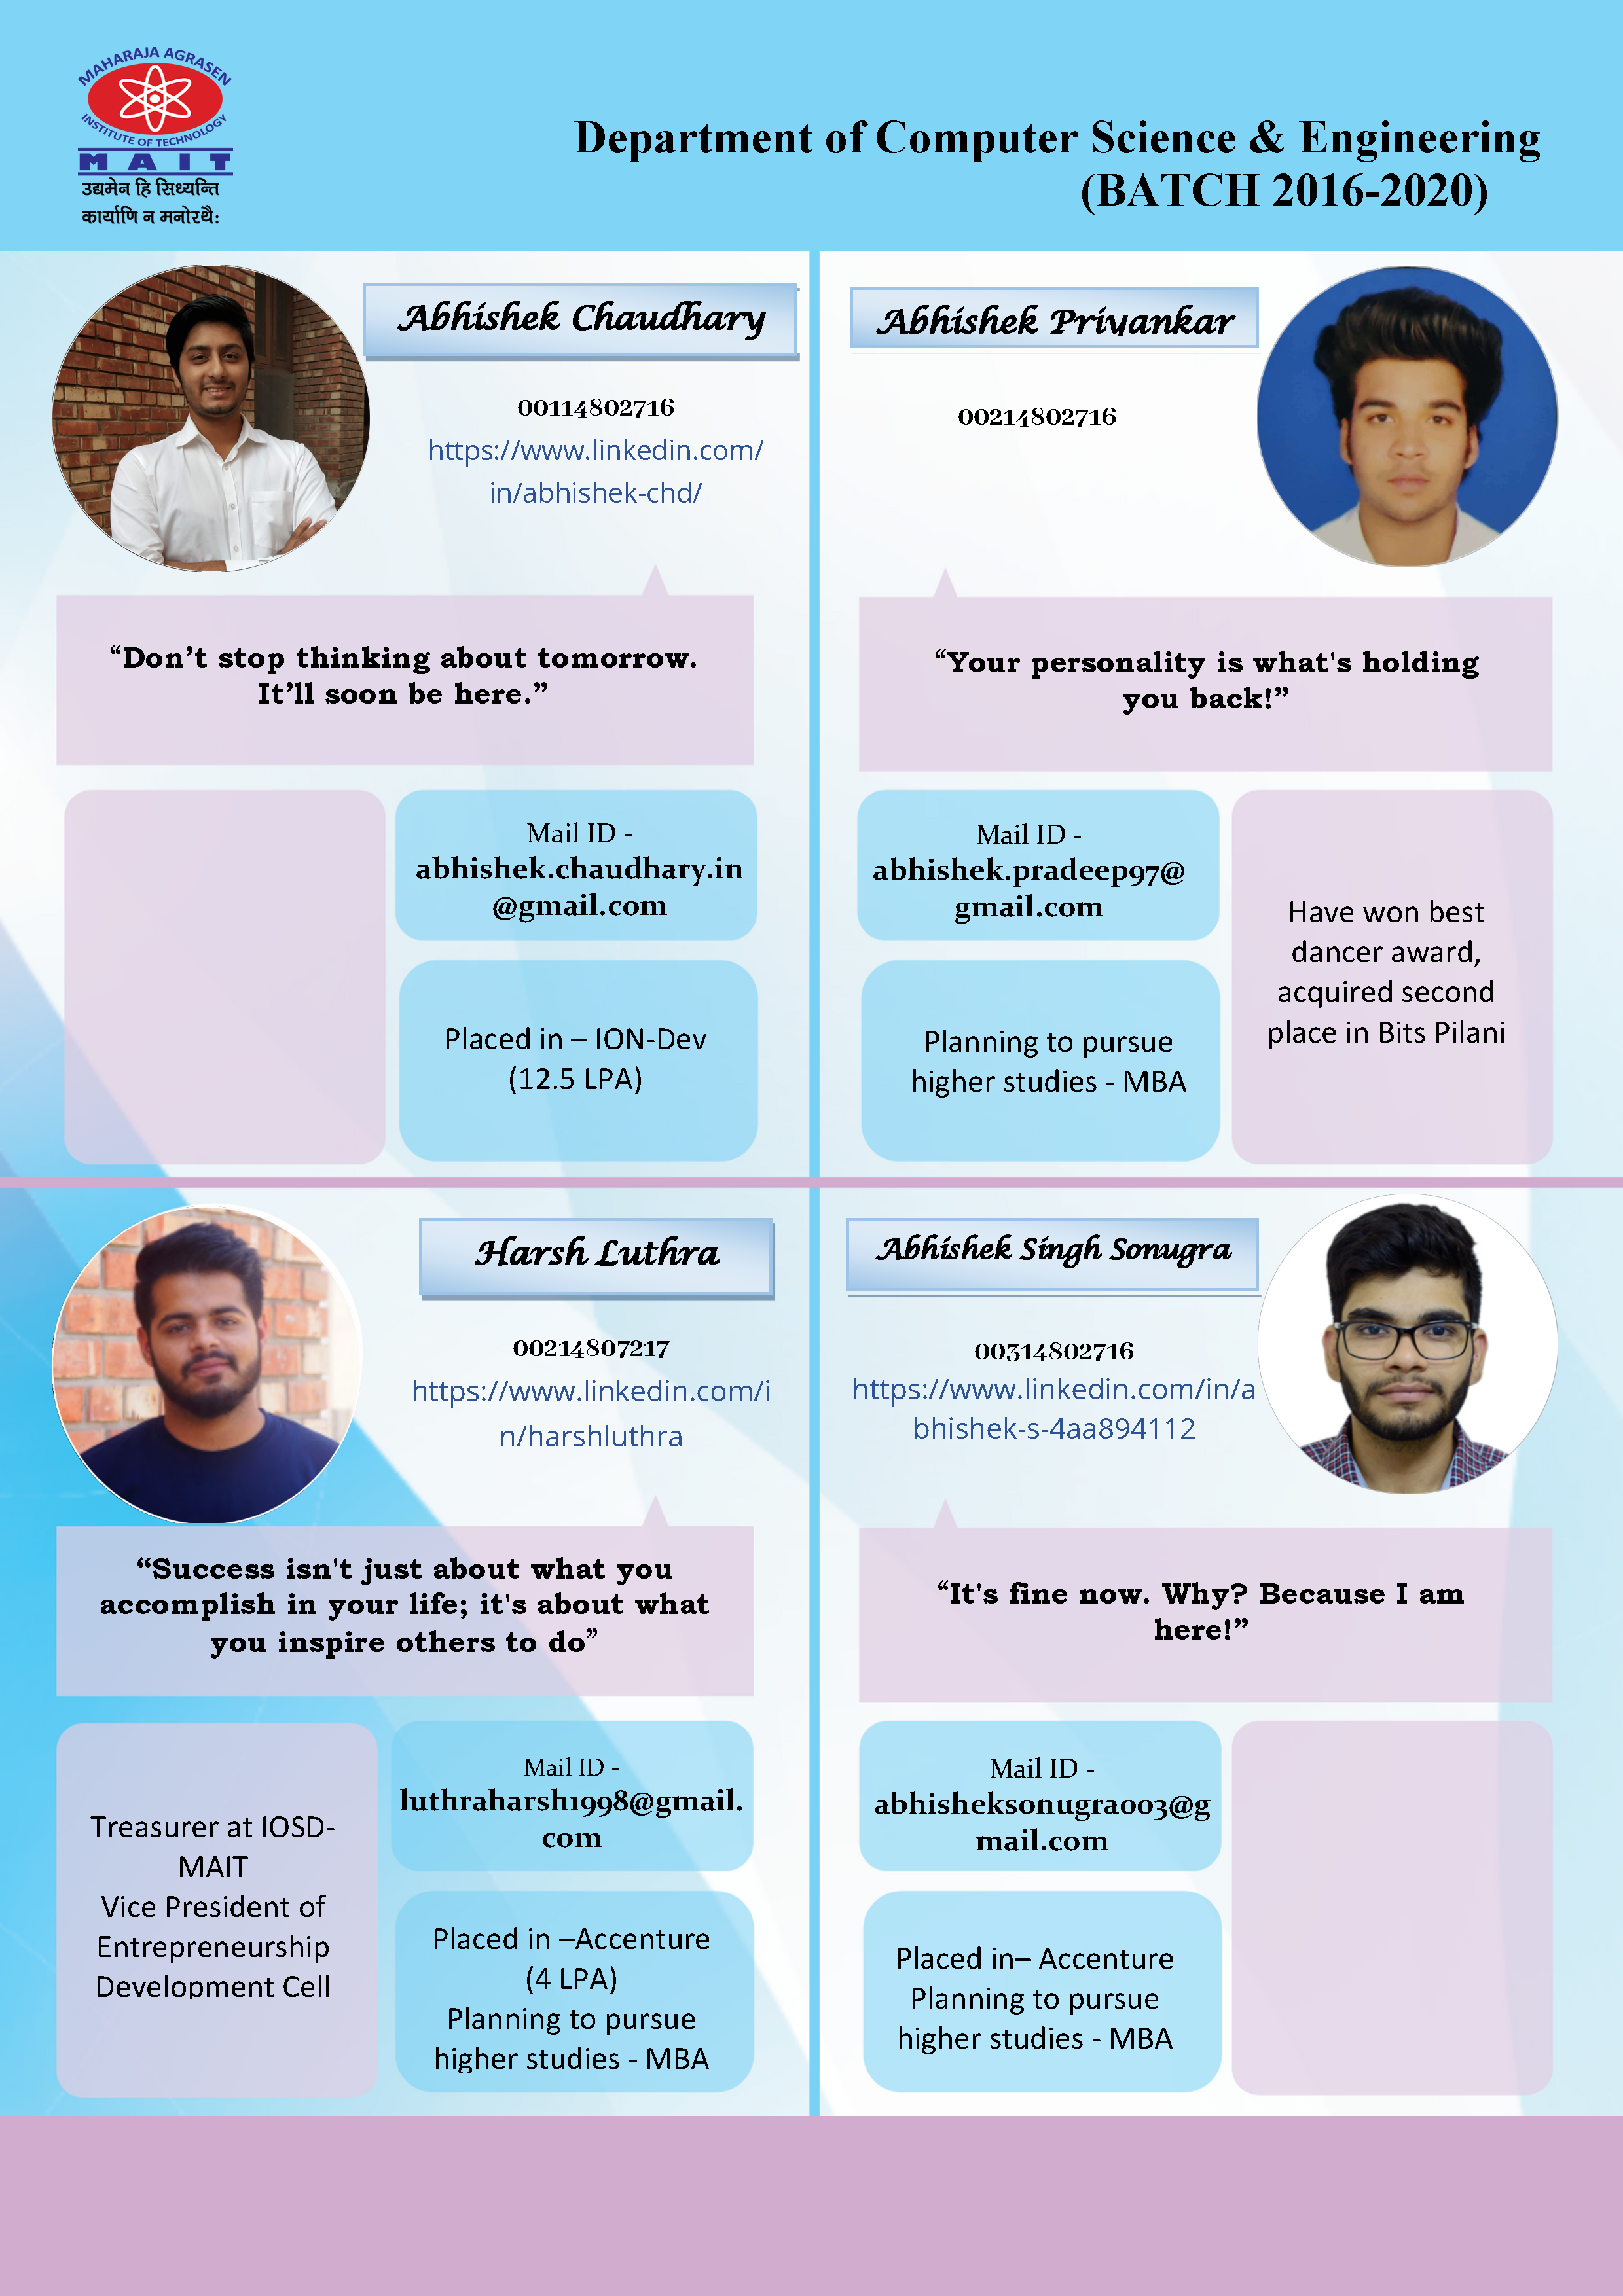 MAHARAJA AGRASEN
INSTITUTE OF TECHNOLOGY
MAIT
उद्यमेन हि सिध्यन्ति
कार्याणि न मनोरथै:
Department of Computer Science & Engineering
(BATCH 2016-2020)
Abhishek Chaudhary
00114802716
https://www.linkedin.com/
in/abhishek-chd/
“Don’t stop thinking about tomorrow.
It’ll soon be here.”
Mail ID -
abhishek.chaudhary.in
@gmail.com
Placed in – ION-Dev
(12.5 LPA)
Abhishek Priyankar
00214802716
“Your personality is what's holding
you back!”
Mail ID -
abhishek.pradeep97@
gmail.com
Planning to pursue
higher studies - MBA
Have won best
dancer award,
acquired second
place in Bits Pilani
Harsh Luthra
00214807217
https://www.linkedin.com/i
n/harshluthra
“Success isn't just about what you
accomplish in your life; it's about what
you inspire others to do”
Treasurer at IOSD-
MAIT
Vice President of
Entrepreneurship
Development Cell
Mail ID -
luthraharsh1998@gmail.
com
Placed in –Accenture
(4 LPA)
Planning to pursue
higher studies - MBA
Abhishek Singh Sonugra
00314802716
https://www.linkedin.com/in/a
bhishek-s-4aa894112
“It's fine now. Why? Because I am
here!”
Mail ID -
abhisheksonugra003@g
mail.com
Placed in– Accenture
Planning to pursue
higher studies - MBA